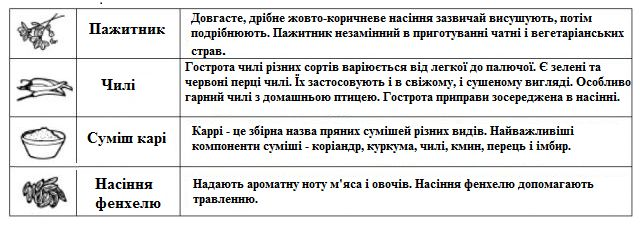 Пажитник
Довгасте, дрібне жовто-коричневе насіння зазвичай висушують, потім
подрібнюють. Пажитник незамінний в приготуванні чатні і вегетаріанських
страв.
Чилі
Гострота чилі різних сортів варіюється від легкої до палючої. Є зелені та
червоні перці чилі. Їх застосовують і в свіжому, і сушеному вигляді. Особливо
гарний чилі з домашньою птицею. Гострота приправи зосереджена в насінні.
Суміш карі
Каррі - це збірна назва пряних сумішей різних видів. Найважливіші
компоненти суміші - коріандр, куркума, чилі, кмин, перець і імбир.
Насіння
фенхелю
Надають ароматну ноту м'яса і овочів. Насіння фенхелю допомагають
травленню.